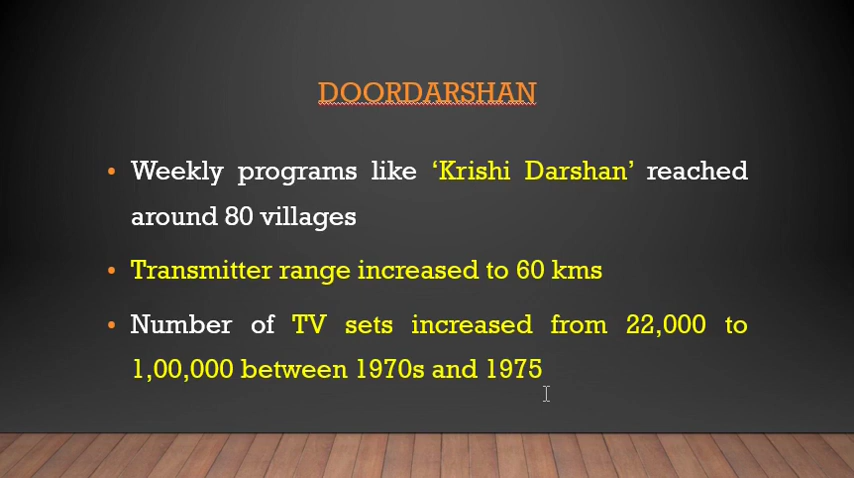 DOORDARSHAN
• Weekly programs like ‘Krishi Darshan’ reached
around 80 villages
• Transmitter range increased to 60 kms
• Number of TV sets increased from 22,000 to
1,00,000 between 1970s and 1975